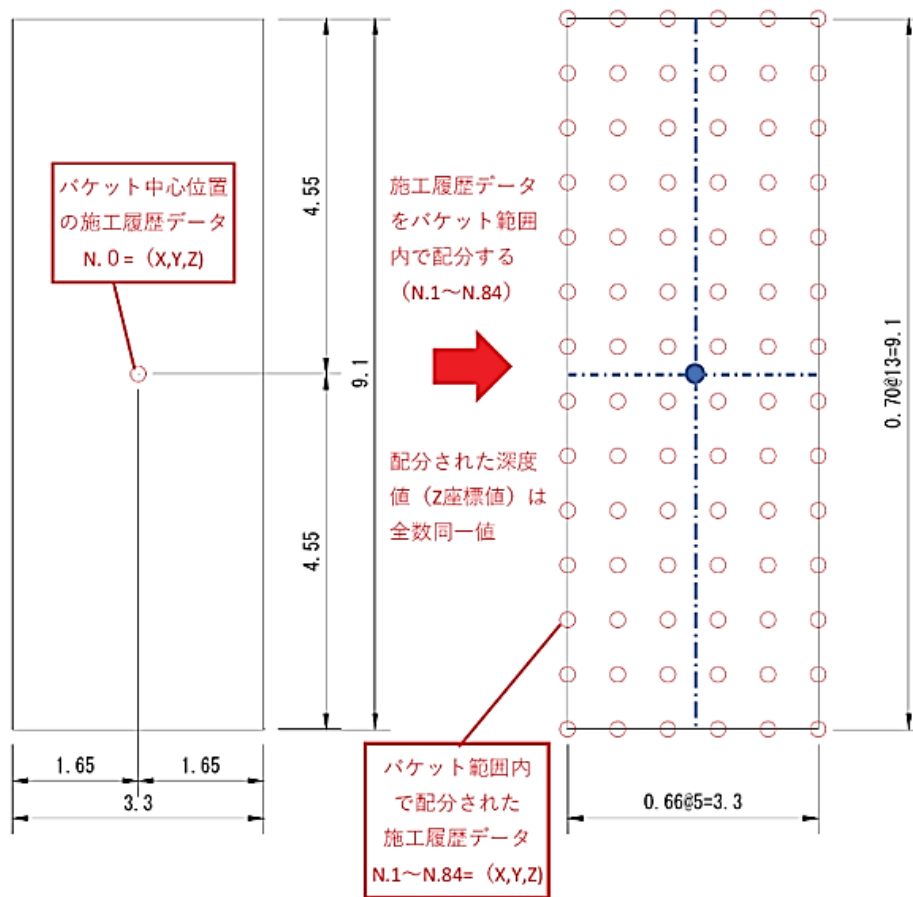 バケット中心位置
の施工履歴データ
N.0=（X,Y,Z)
4.55
4.55
9.1
1.65
1.65
3.3
施工履歴データ
をバケット範囲
内で配分する
（N.1～N.84）
配分された深度
値（Z座標値）は
全数同一値
0.70@13=9.1
0.66@5=3.3
バケット範囲内
で配分された
施工履歴データ
N.1～N.84=（X,Y,Z)